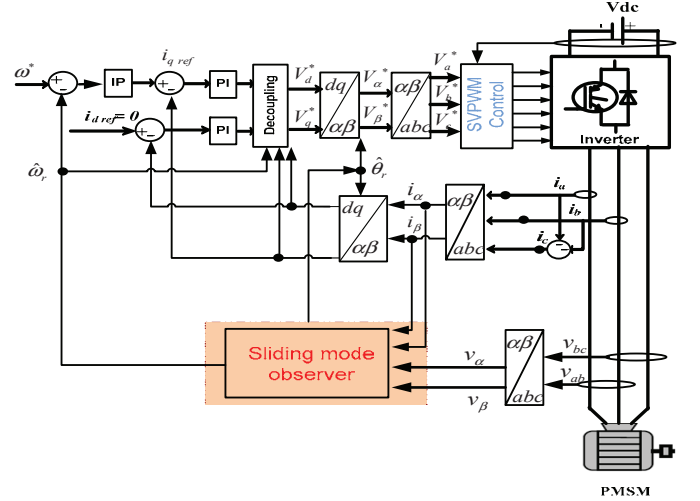 Vdc
ω*
IP
i_q ref
PI
Decoupling
V_d^*
V_q^*
dq
αβ
V_α^*
V_β^*
αβ
abc
V_a^*
V_b^*
V_c^*
SVPWM
Control
Inverter
i_d ref = 0
PI
ω̂_r
θ̂_r
dq
αβ
i_α
i_β
αβ
abc
i_a
i_b
i_c
Sliding mode
observer
v_α
v_β
αβ
abc
v_bc
v_ab
PMSM